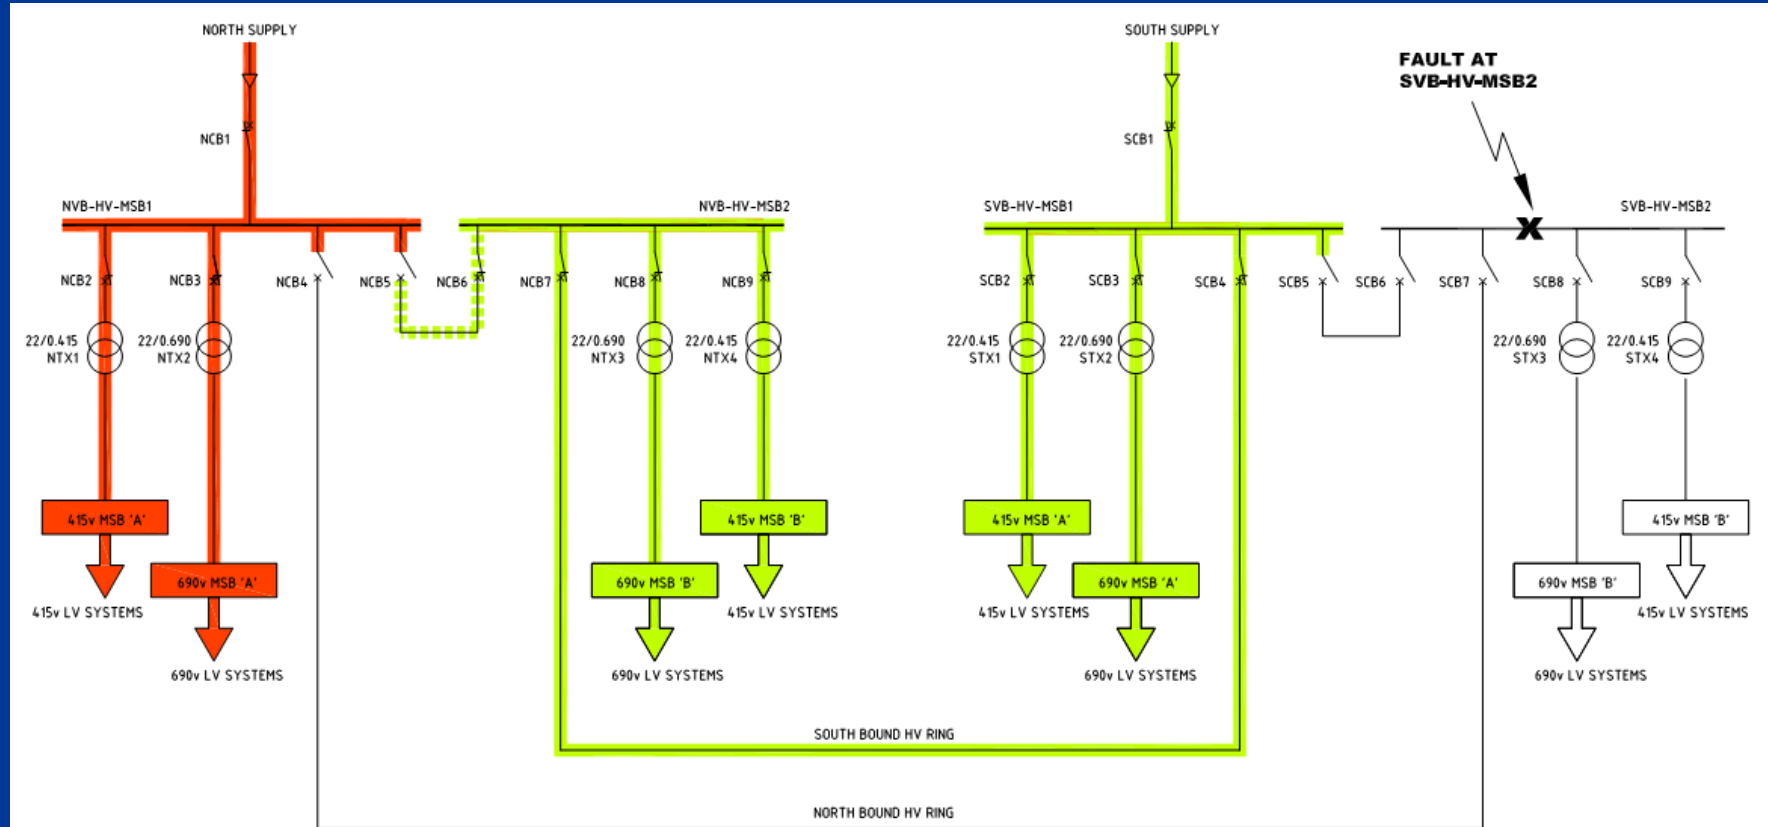 NORTH SUPPLY
SOUTH SUPPLY
FAULT AT
SVB-HV-MSB2
NCB1
SCB1
NVB-HV-MSB1
NVB-HV-MSB2
SVB-HV-MSB1
SVB-HV-MSB2
NCB2
NCB3
NCB4
NCB5
NCB6
NCB7
NCB8
NCB9
SCB2
SCB3
SCB4
SCB5
SCB6
SCB7
SCB8
SCB9
22/0.415
NTX1
22/0.690
NTX2
22/0.690
NTX3
22/0.415
NTX4
22/0.415
STX1
22/0.690
STX2
22/0.690
STX3
22/0.415
STX4
415v MSB 'A'
415v MSB 'B'
415v MSB 'A'
415v MSB 'B'
690v MSB 'A'
690v MSB 'B'
690v MSB 'A'
690v MSB 'B'
415v LV SYSTEMS
415v LV SYSTEMS
415v LV SYSTEMS
415v LV SYSTEMS
690v LV SYSTEMS
690v LV SYSTEMS
690v LV SYSTEMS
690v LV SYSTEMS
SOUTH BOUND HV RING
NORTH BOUND HV RING